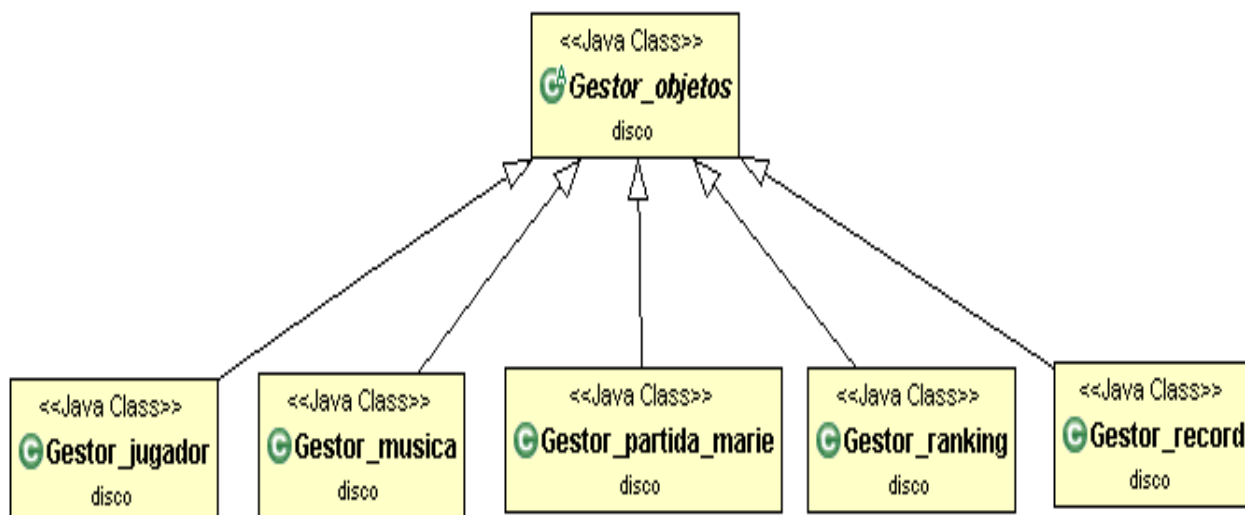 <<Java Class>>
Gestor_objetos
disco
<<Java Class>>
Gestor_jugador
disco
<<Java Class>>
Gestor_musica
disco
<<Java Class>>
Gestor_partida_marie
disco
<<Java Class>>
Gestor_ranking
disco
<<Java Class>>
Gestor_record
disco